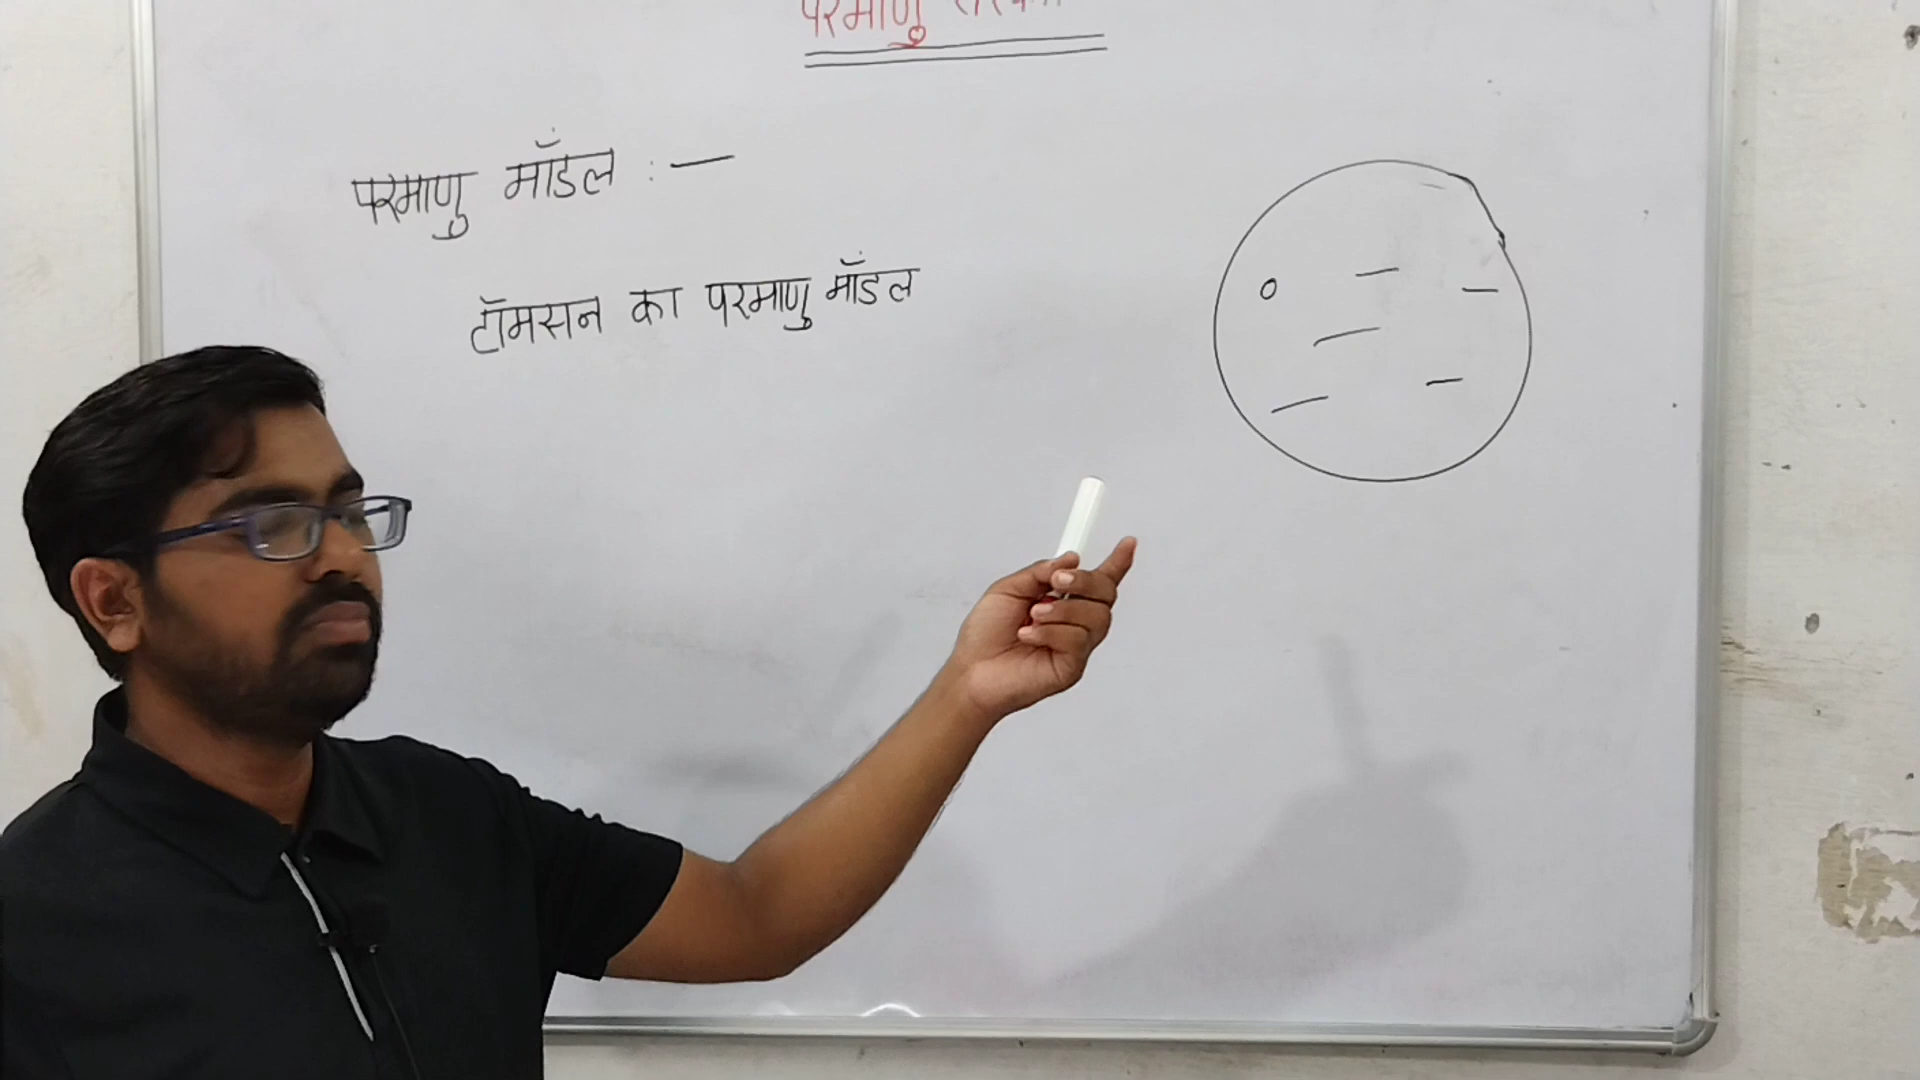 परमाणु
परमाणु मॉडल : —
टॉमसन का परमाणु मॉडल